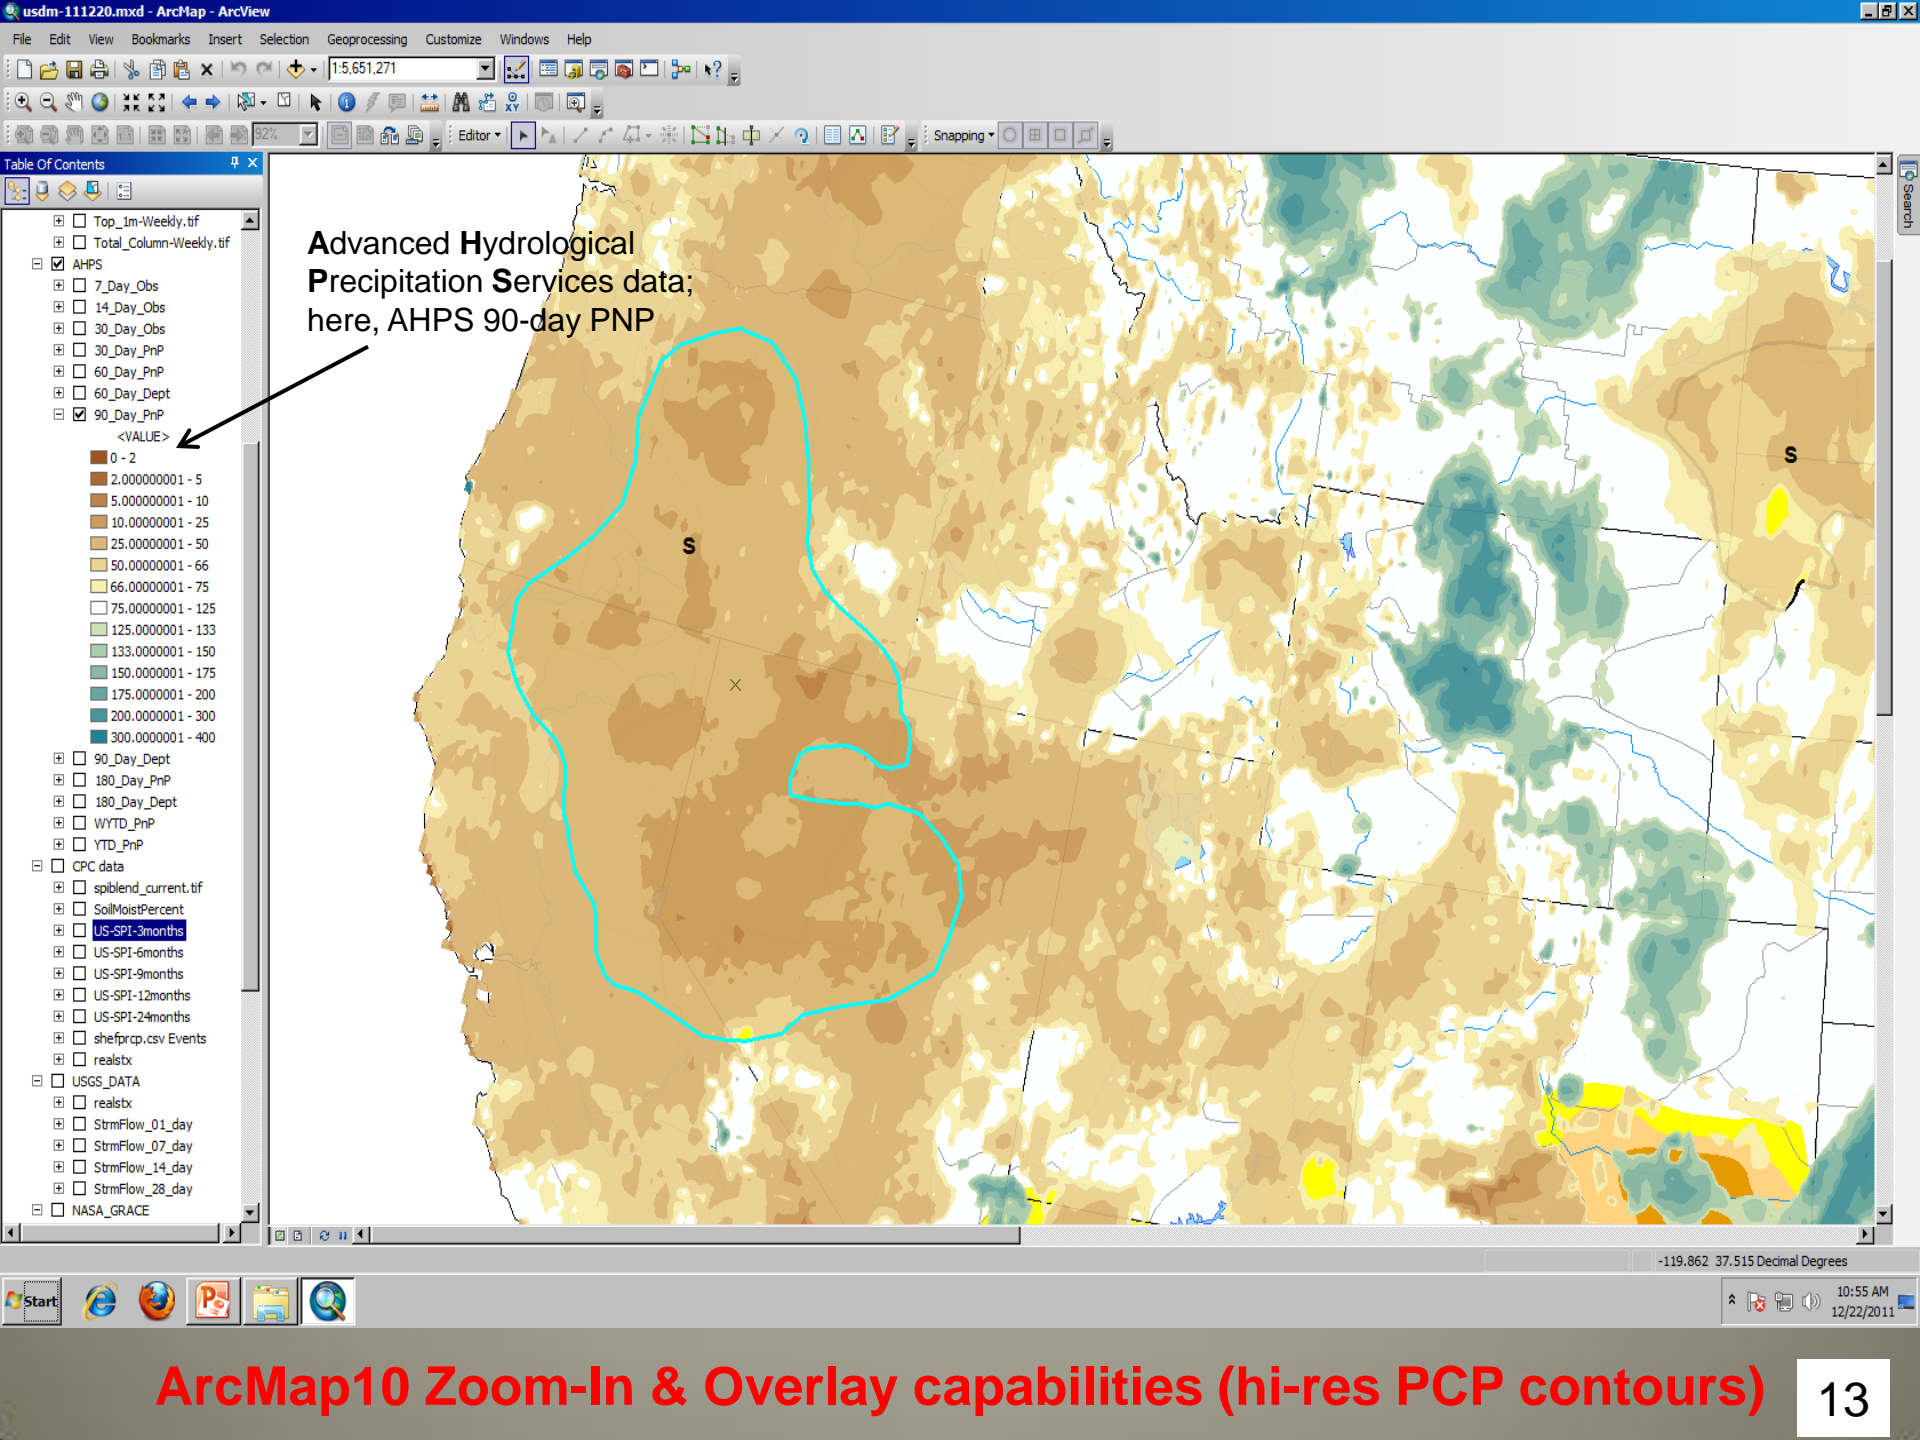 usdm-111220.mxd - ArcMap - ArcView
File Edit View Bookmarks Insert Selection Geoprocessing Customize Windows Help
1:5,651,271
92% Editor Snapping
Table Of Contents
Search
Top_1m-Weekly.tif
Total_Column-Weekly.tif
AHPS
7_Day_Obs
14_Day_Obs
30_Day_Obs
30_Day_PnP
60_Day_PnP
60_Day_Dept
90_Day_PnP
<VALUE>
0 - 2
2.000000001 - 5
5.000000001 - 10
10.00000001 - 25
25.00000001 - 50
50.00000001 - 66
66.00000001 - 75
75.00000001 - 125
125.0000001 - 133
133.0000001 - 150
150.0000001 - 175
175.0000001 - 200
200.0000001 - 300
300.0000001 - 400
90_Day_Dept
180_Day_PnP
180_Day_Dept
WYTD_PnP
YTD_PnP
CPC data
spiblend_current.tif
SoilMoistPercent
US-SPI-3months
US-SPI-6months
US-SPI-9months
US-SPI-12months
US-SPI-24months
shefprcp.csv Events
realstx
USGS_DATA
realstx
StrmFlow_01_day
StrmFlow_07_day
StrmFlow_14_day
StrmFlow_28_day
NASA_GRACE
Advanced Hydrological
Precipitation Services data;
here, AHPS 90-day PNP
S
S
-119.862 37.515 Decimal Degrees
Start
10:55 AM
12/22/2011
ArcMap10 Zoom-In & Overlay capabilities (hi-res PCP contours)
13